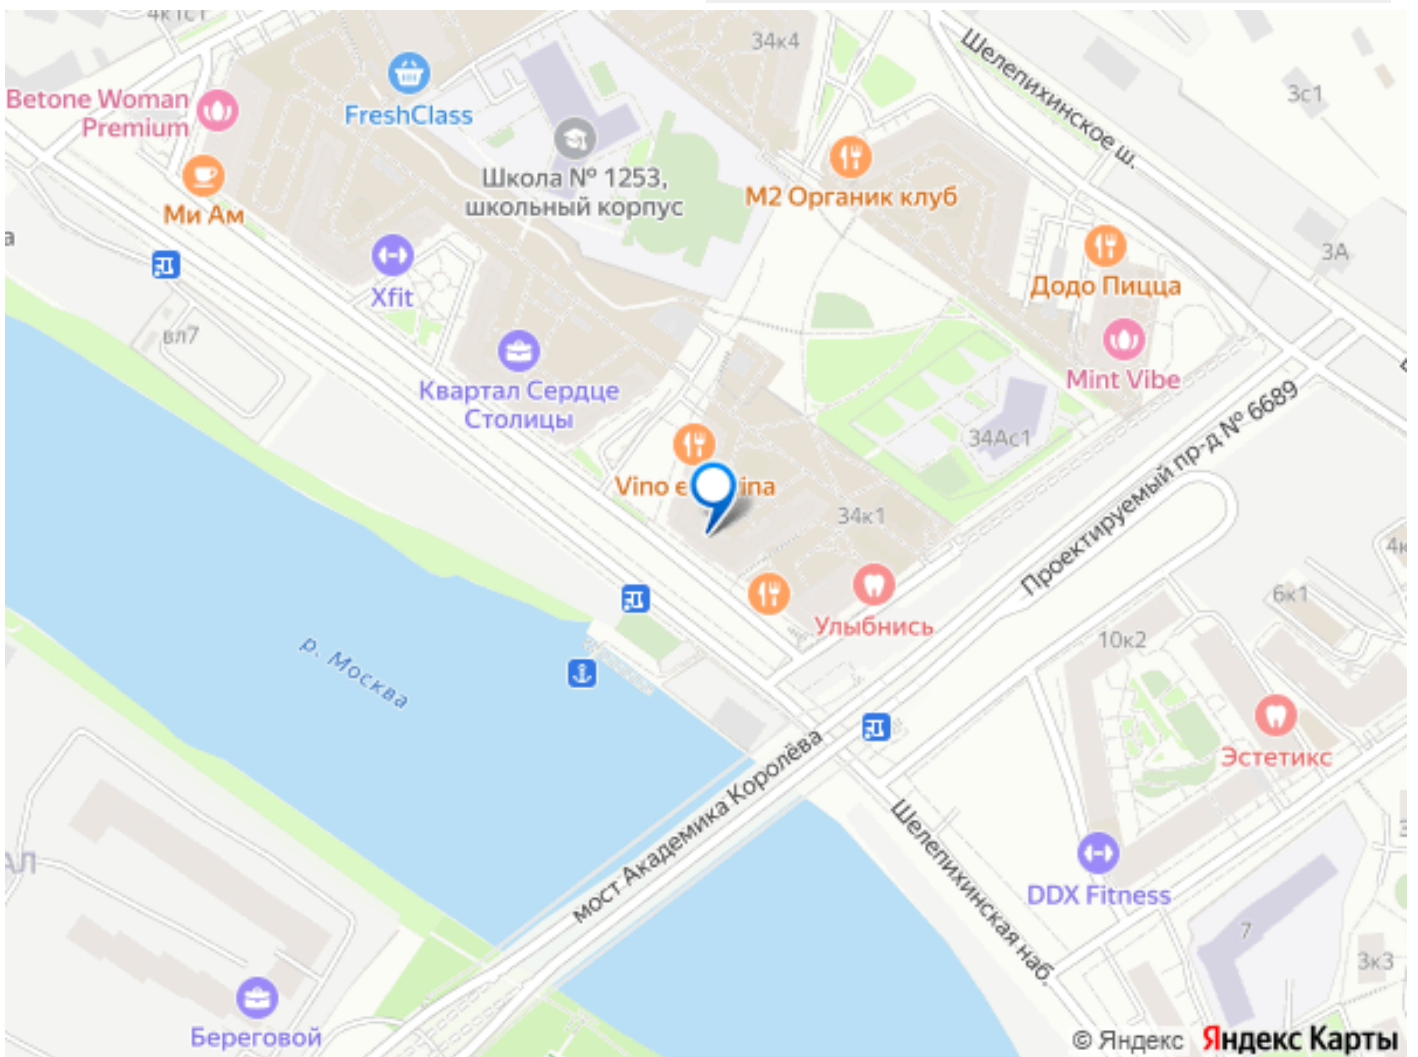 4к1с1
34к4
Шелепихинское ш.
3с1
Betone Woman
Premium
FreshClass
Школа № 1253,
школьный корпус
М2 Органик клуб
Ми Ам
а
3А
Xfit
Додо Пицца
вл7
Mint Vibe
Квартал Сердце
Столицы
34Ас1
Проектируемый пр-д № 6689
Vino e
ina
34к1
4к
6к1
Улыбнись
10к2
р. Москва
Эстетикс
мост Академика Королёва
Шелепихинская наб.
АЛ
DDX Fitness
7
3к3
Береговой
© Яндекс Яндекс Карты